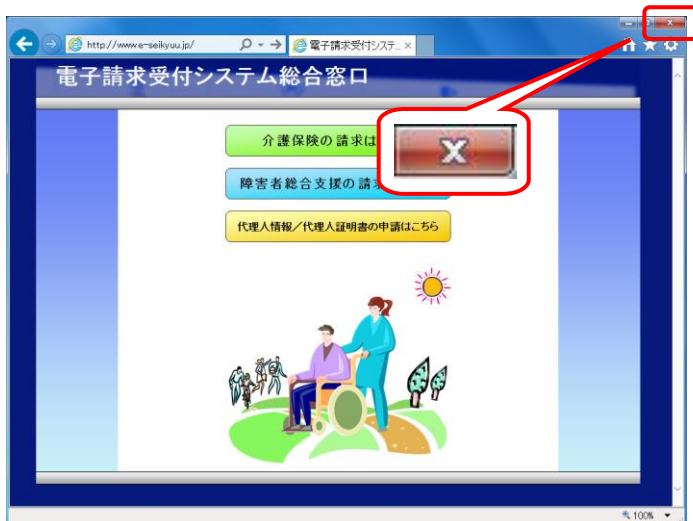 http://www.e-seikyuu.jp/
電子請求受付システ...
電子請求受付システム総合窓口
介護保険の請求は
障害者総合支援の請
代理人情報/代理人証明書の申請はこちら
100%